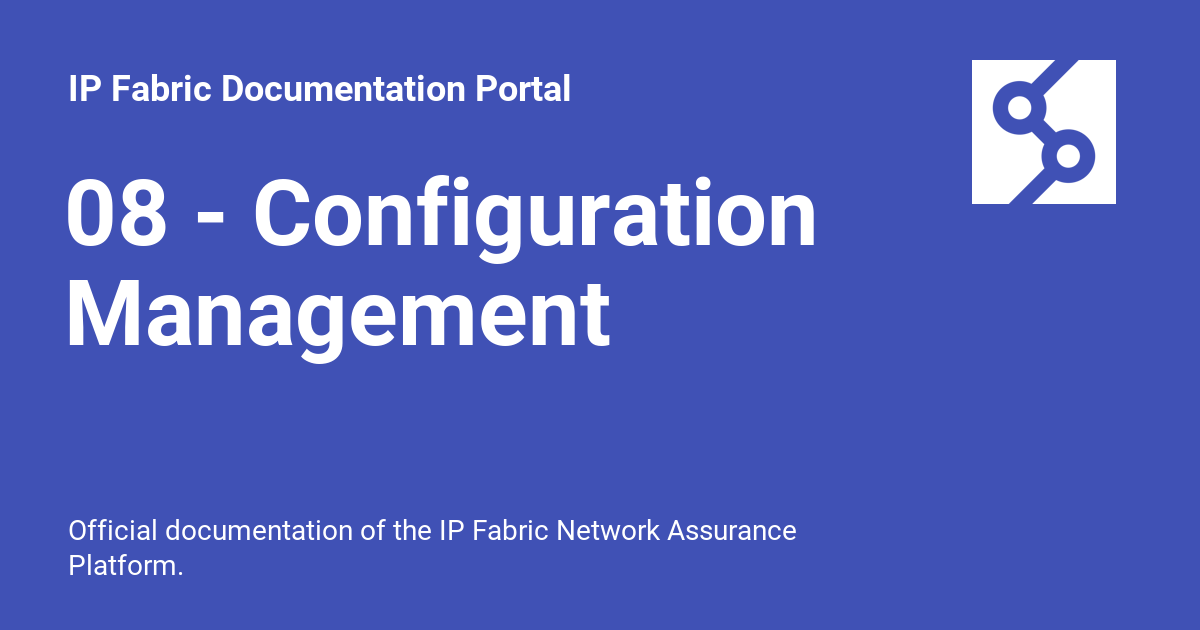 IP Fabric Documentation Portal
08 - Configuration
Management
Official documentation of the IP Fabric Network Assurance
Platform.